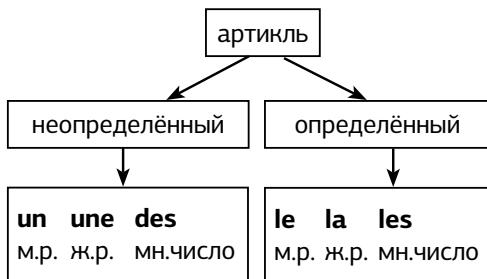 артикль
неопределённый
определённый
un une des
м.р. ж.р. мн.число
le la les
м.р. ж.р. мн.число